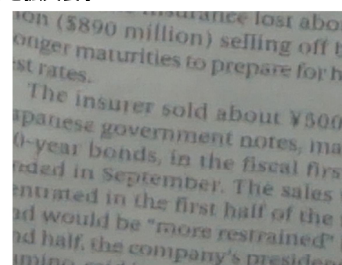 insurance lost abo
ion ($890 million) selling off t
onger maturities to prepare for h
st rates.
The insurer sold about ¥500
apanese government notes, ma
0-year bonds, in the fiscal firs
nded in September. The sales
entrated in the first half of the
nd would be "more restrained"
nd half, the company's presiden